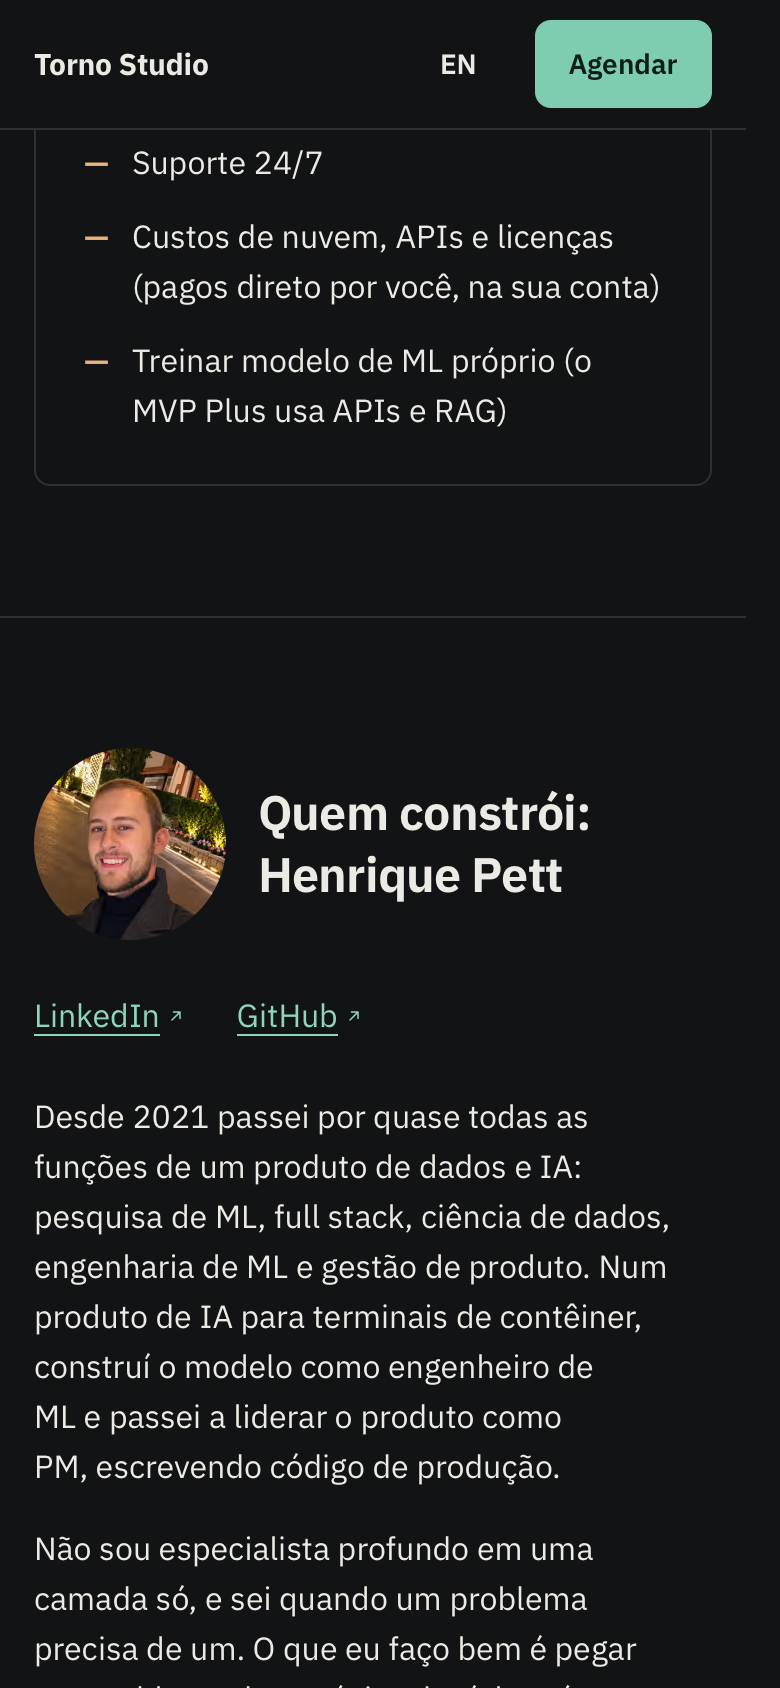 Torno Studio
EN
Agendar
— Suporte 24/7
— Custos de nuvem, APIs e licenças
(pagos direto por você, na sua conta)
— Treinar modelo de ML próprio (o
MVP Plus usa APIs e RAG)
Quem constrói:
Henrique Pett
LinkedIn ↗
GitHub ↗
Desde 2021 passei por quase todas as
funções de um produto de dados e IA:
pesquisa de ML, full stack, ciência de dados,
engenharia de ML e gestão de produto. Num
produto de IA para terminais de contêiner,
construí o modelo como engenheiro de
ML e passei a liderar o produto como
PM, escrevendo código de produção.
Não sou especialista profundo em uma
camada só, e sei quando um problema
precisa de um. O que eu faço bem é pegar